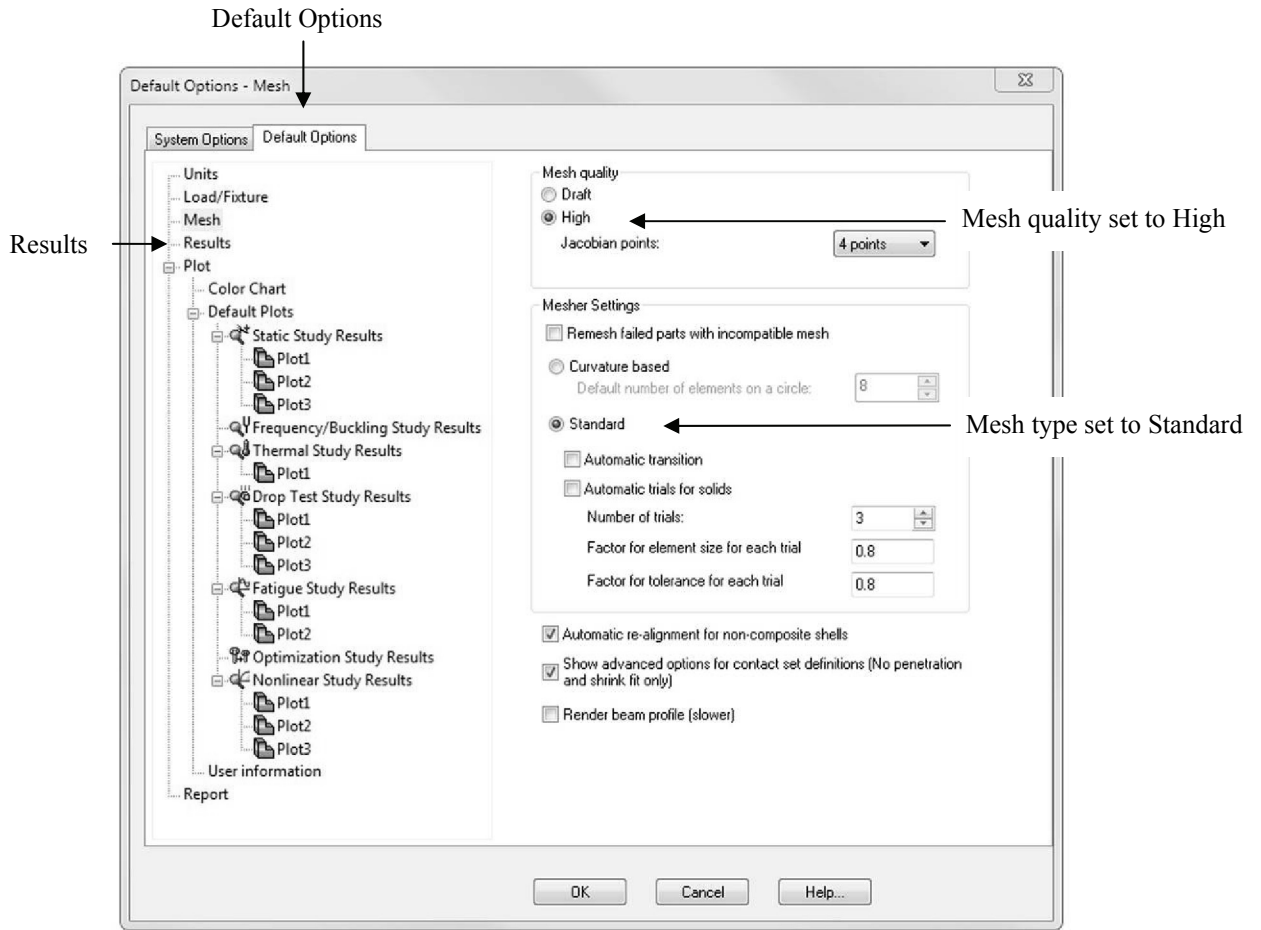 Default Options
Default Options - Mesh
System Options
Default Options
Units
Load/Fixture
Mesh
Results
Plot
Color Chart
Default Plots
Static Study Results
Plot1
Plot2
Plot3
Frequency/Buckling Study Results
Thermal Study Results
Plot1
Drop Test Study Results
Plot1
Plot2
Plot3
Fatigue Study Results
Plot1
Plot2
Optimization Study Results
Nonlinear Study Results
Plot1
Plot2
Plot3
User information
Report
Results
Mesh quality
Draft
High
Jacobian points:
4 points
Mesh quality set to High
Mesher Settings
Remesh failed parts with incompatible mesh
Curvature based
Default number of elements on a circle:
8
Standard
Mesh type set to Standard
Automatic transition
Automatic trials for solids
Number of trials:
3
Factor for element size for each trial
0.8
Factor for tolerance for each trial
0.8
Automatic re-alignment for non-composite shells
Show advanced options for contact set definitions (No penetration
and shrink fit only)
Render beam profile (slower)
OK
Cancel
Help...